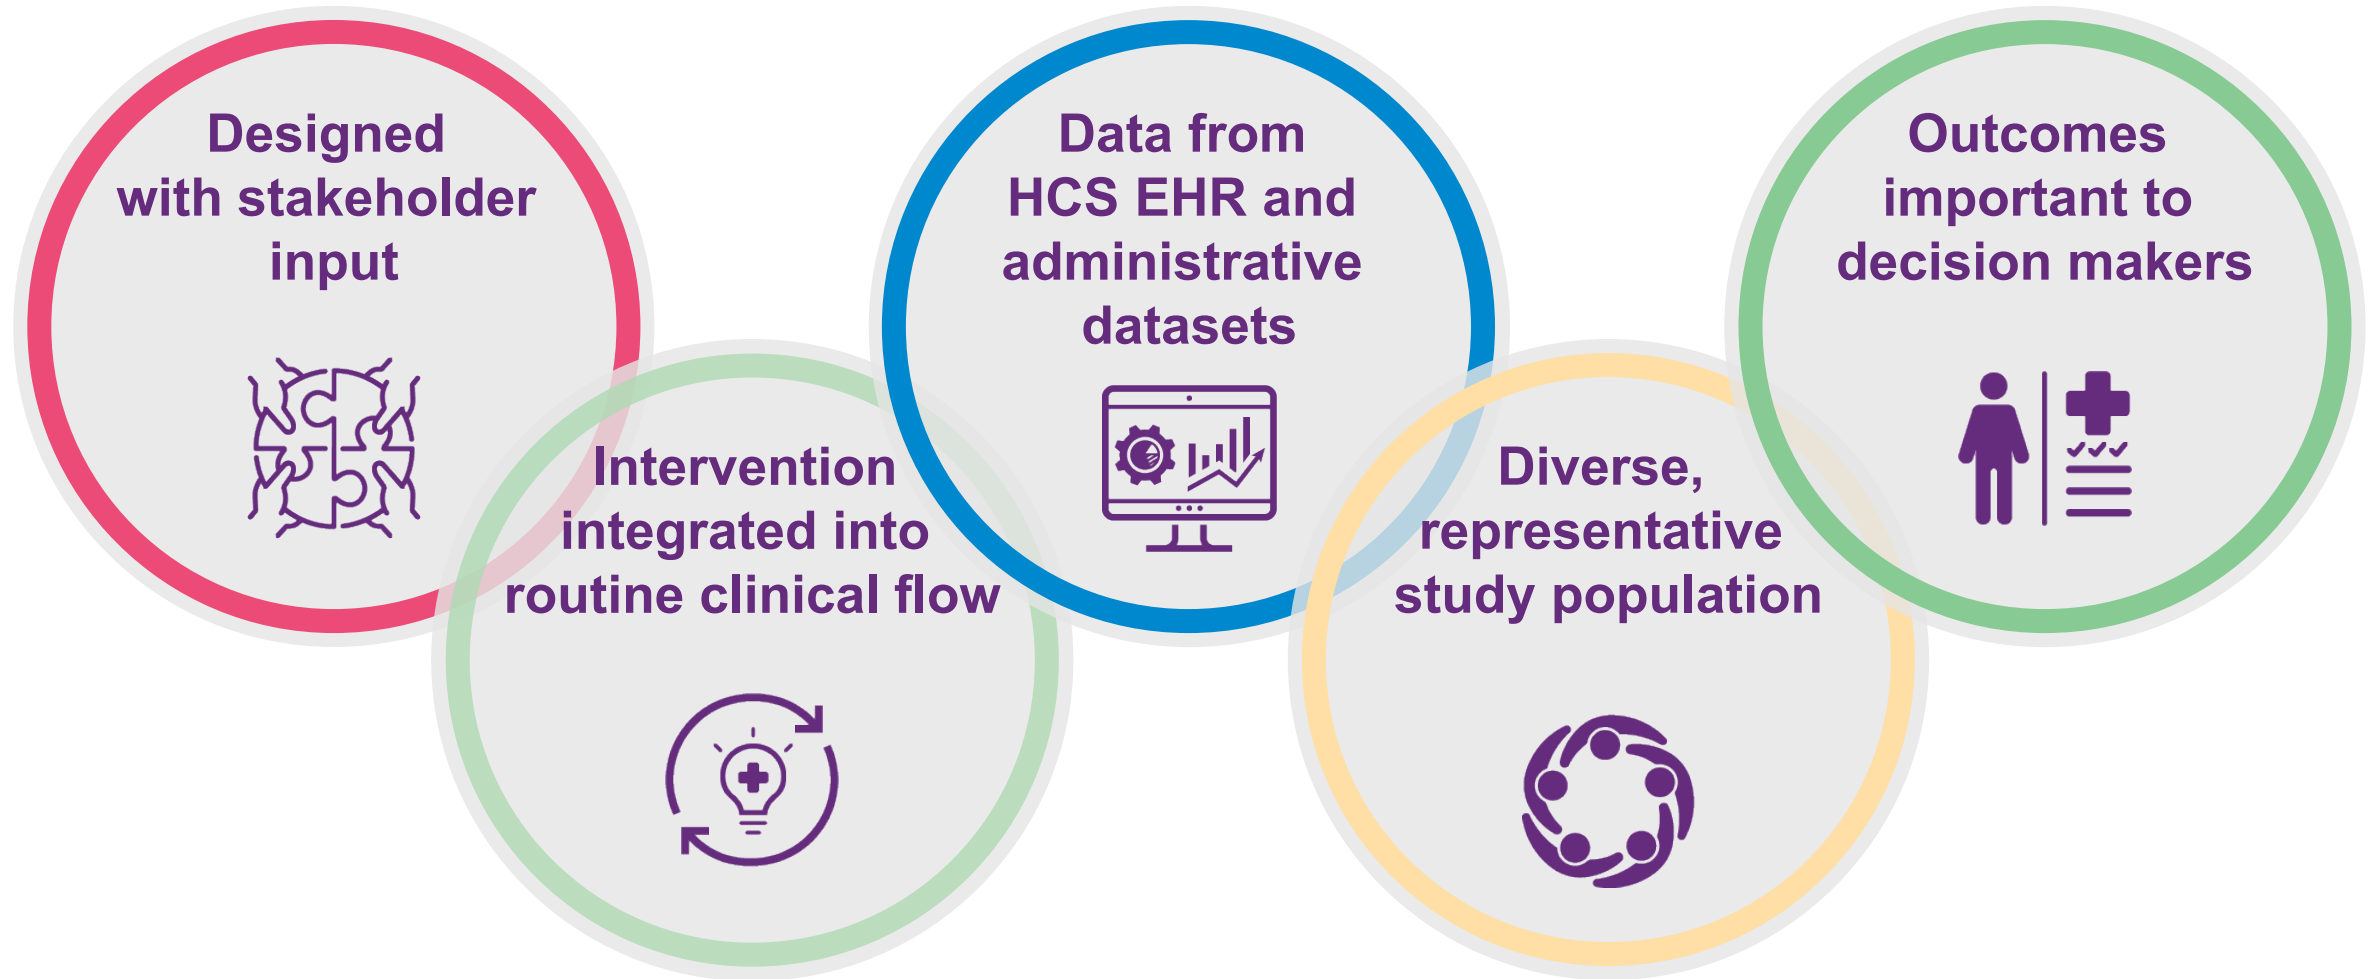 Designed
with stakeholder
input
Intervention
integrated into
routine clinical flow
Data from
HCS EHR and
administrative
datasets
Diverse,
representative
study population
Outcomes
important to
decision makers